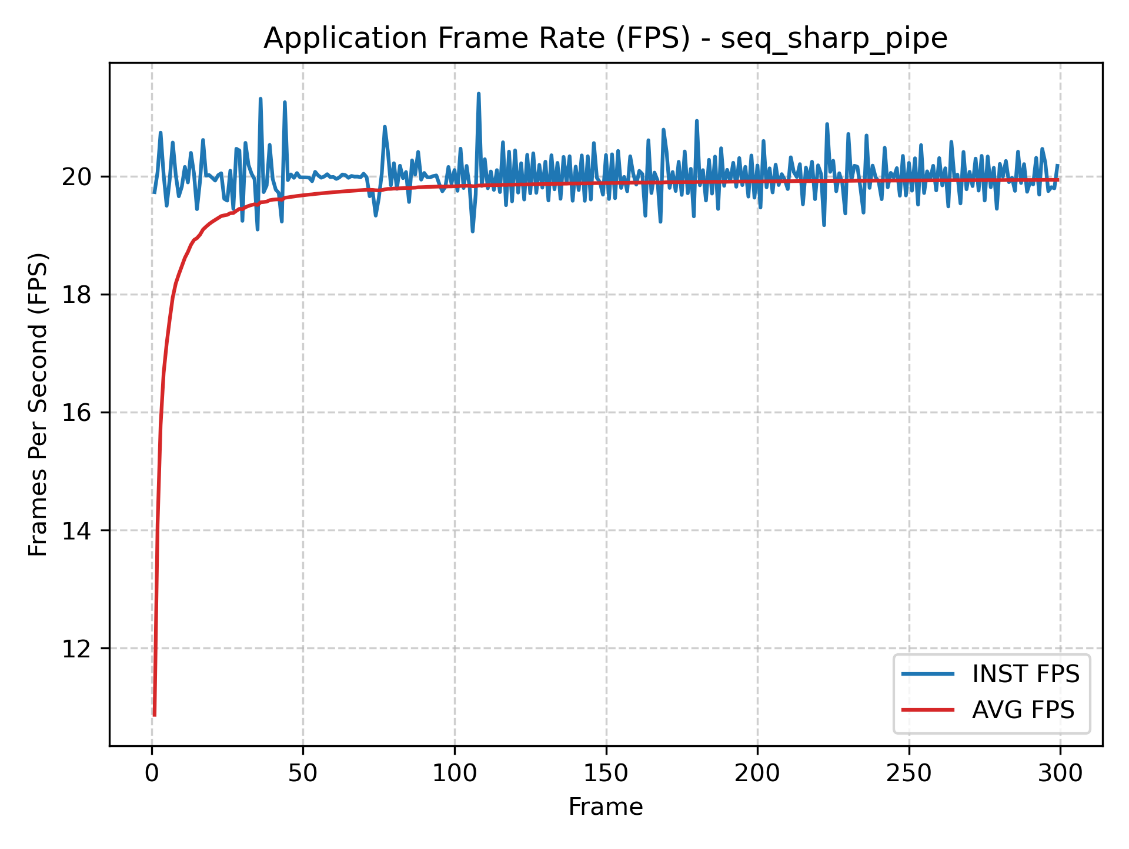 Application Frame Rate (FPS) - seq_sharp_pipe
Frames Per Second (FPS)
20
18
16
14
12
0 50 100 150 200 250 300
Frame
INST FPS
AVG FPS